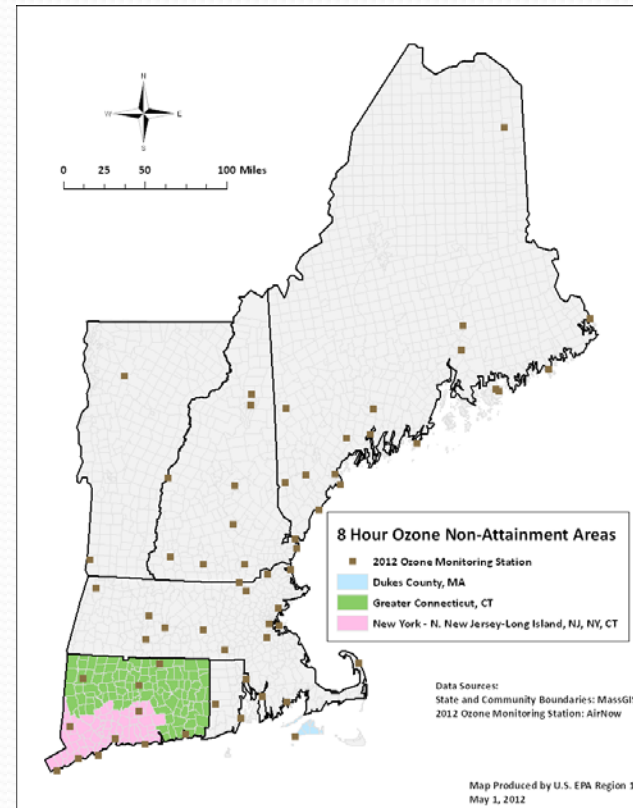 N
W E
S
0 25 50 100 Miles
8 Hour Ozone Non-Attainment Areas
2012 Ozone Monitoring Station
Dukes County, MA
Greater Connecticut, CT
New York - N. New Jersey-Long Island, NJ, NY, CT
Data Sources:
State and Community Boundaries: MassGIS
2012 Ozone Monitoring Station: AirNow
Map Produced by U.S. EPA Region 1
May 1, 2012